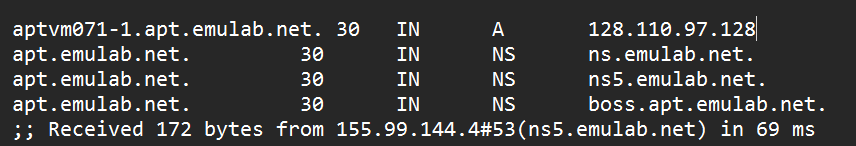 aptvm071-1.apt.emulab.net. 30 IN A 128.110.97.128
apt.emulab.net. 30 IN NS ns.emulab.net.
apt.emulab.net. 30 IN NS ns5.emulab.net.
apt.emulab.net. 30 IN NS boss.apt.emulab.net.
;; Received 172 bytes from 155.99.144.4#53(ns5.emulab.net) in 69 ms